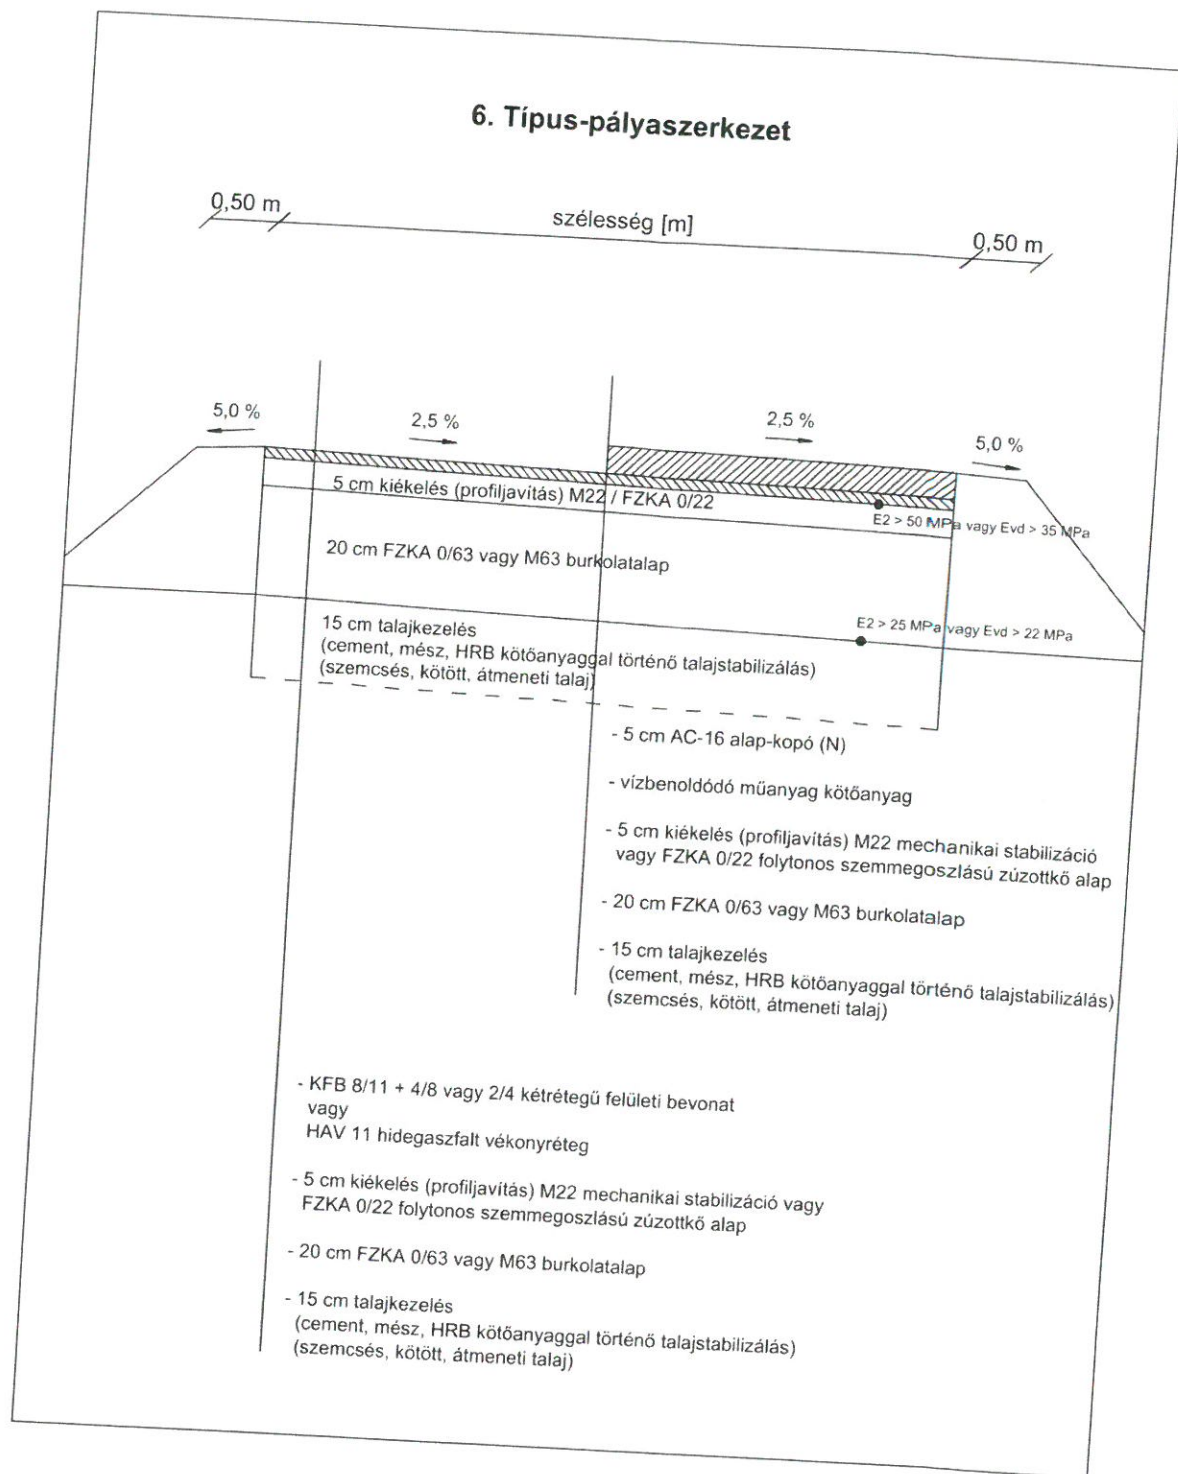 6. Típus-pályaszerkezet
0,50 m
szélesség [m]
0,50 m
5,0 %
2,5 %
2,5 %
5,0 %
5 cm kiékelés (profiljavítás) M22 / FZKA 0/22
E2 > 50 MPa vagy Evd > 35 MPa
20 cm FZKA 0/63 vagy M63 burkolatalap
E2 > 25 MPa vagy Evd > 22 MPa
15 cm talajkezelés
(cement, mész, HRB kötőanyaggal történő talajstabilizálás)
(szemcsés, kötött, átmeneti talaj)
- 5 cm AC-16 alap-kopó (N)
- vízbenoldódó műanyag kötőanyag
- 5 cm kiékelés (profiljavítás) M22 mechanikai stabilizáció
vagy FZKA 0/22 folytonos szemmegoszlású zúzottkő alap
- 20 cm FZKA 0/63 vagy M63 burkolatalap
- 15 cm talajkezelés
(cement, mész, HRB kötőanyaggal történő talajstabilizálás)
(szemcsés, kötött, átmeneti talaj)
- KFB 8/11 + 4/8 vagy 2/4 kétrétegű felületi bevonat
vagy
HAV 11 hidegaszfalt vékonyréteg
- 5 cm kiékelés (profiljavítás) M22 mechanikai stabilizáció vagy
FZKA 0/22 folytonos szemmegoszlású zúzottkő alap
- 20 cm FZKA 0/63 vagy M63 burkolatalap
- 15 cm talajkezelés
(cement, mész, HRB kötőanyaggal történő talajstabilizálás)
(szemcsés, kötött, átmeneti talaj)